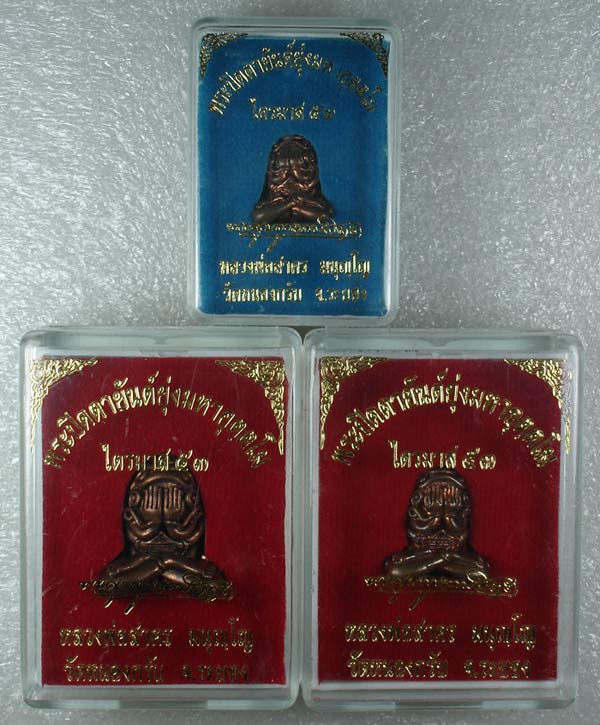 พระปิดตายันต์ยุ่งมหาอุตตโม
ไตรมาส ๕๓
หลวงพ่อสาคร มนุญฺโญ
วัดหนองกรับ จ.ระยอง
พระปิดตายันต์ยุ่งมหาอุตตโม
ไตรมาส ๕๓
หลวงพ่อสาคร มนุญฺโญ
วัดหนองกรับ จ.ระยอง
พระปิดตายันต์ยุ่งมหาอุตตโม
ไตรมาส ๕๓
หลวงพ่อสาคร มนุญฺโญ
วัดหนองกรับ จ.ระยอง